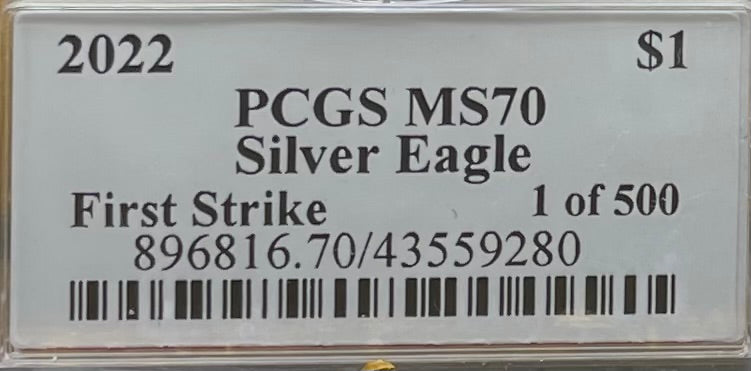 2022 $1
PCGS MS70
Silver Eagle
First Strike 1 of 500
896816.70/43559280